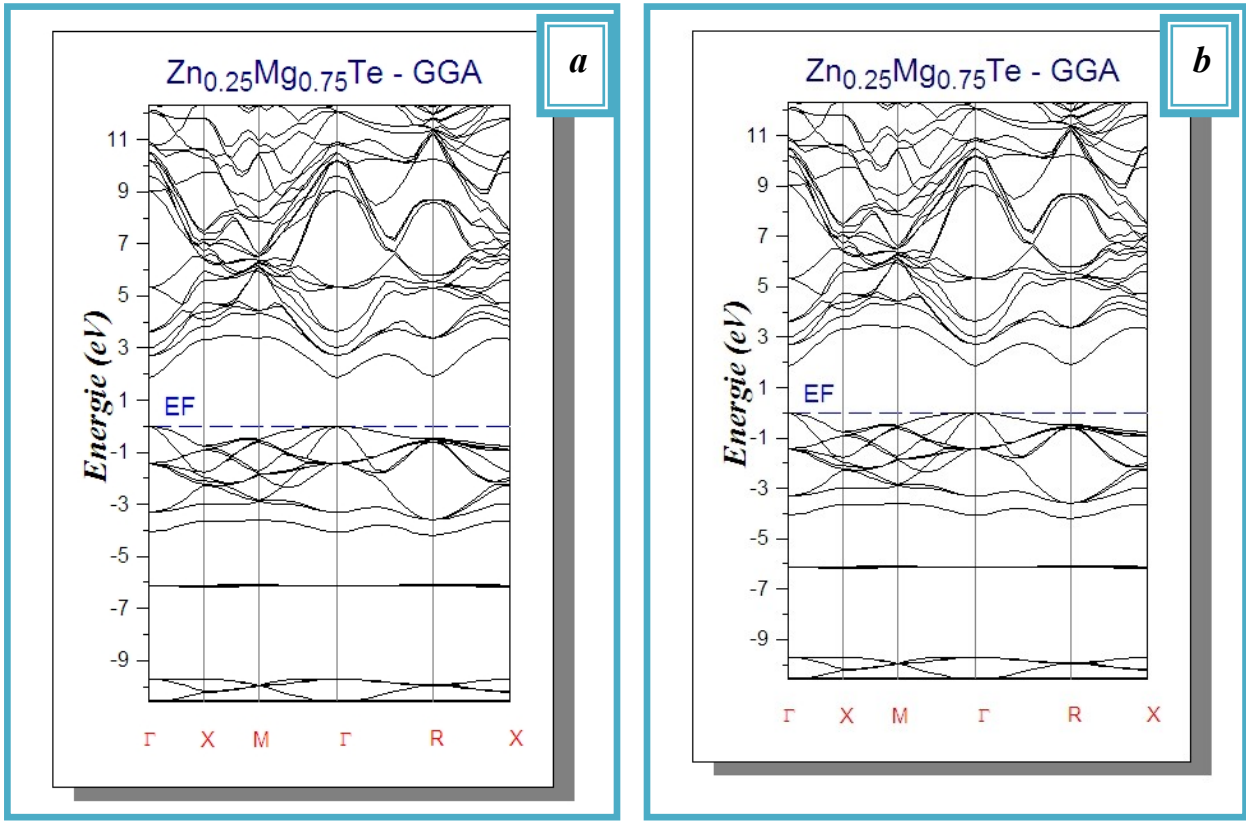 a
Zn0.25Mg0.75Te - GGA
11
9
7
5
3
1
-1
-3
-5
-7
-9
Energie (eV)
EF
Γ X M Γ R X
b
Zn0.25Mg0.75Te - GGA
11
9
7
5
3
1
-1
-3
-5
-7
-9
Energie (eV)
EF
Γ X M Γ R X